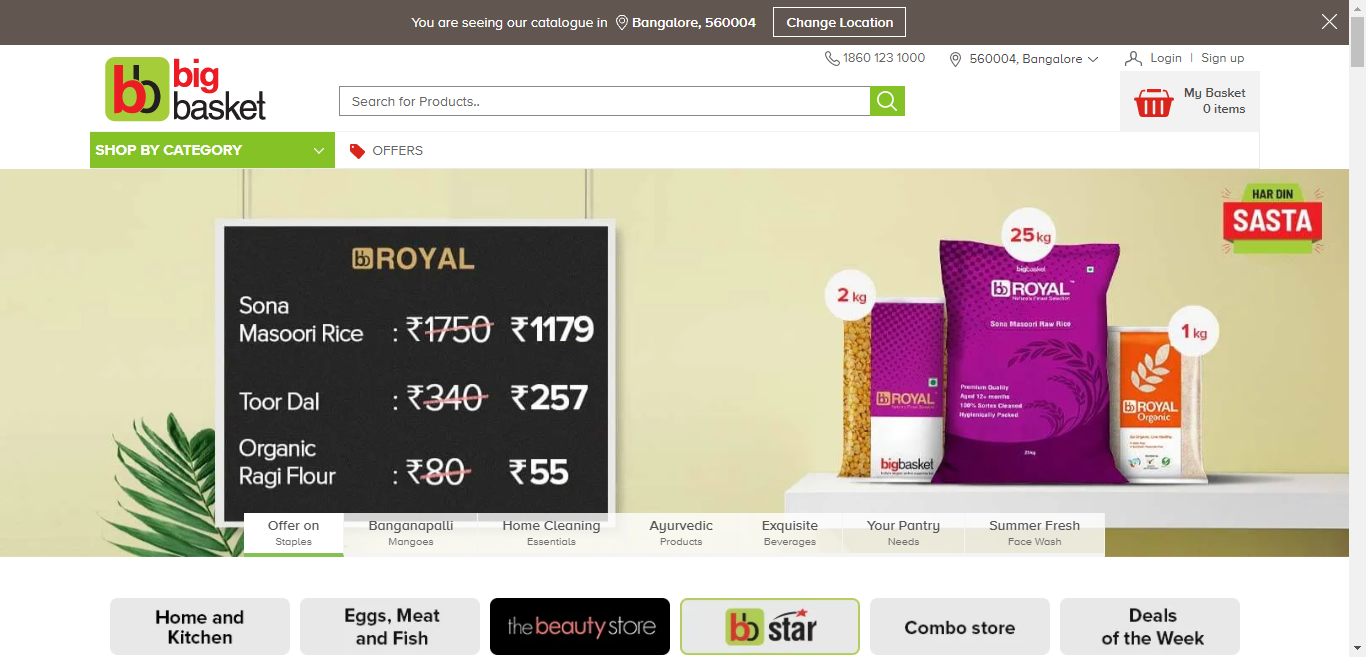 You are seeing our catalogue in Bangalore, 560004 Change Location
1860 123 1000 560004, Bangalore Login | Sign up
big
basket
Search for Products..
My Basket
0 items
SHOP BY CATEGORY OFFERS
HAR DIN
SASTA
bb ROYAL
Sona
Masoori Rice : ₹1750 ₹1179
Toor Dal : ₹340 ₹257
Organic
Ragi Flour : ₹80 ₹55
25 kg
2 kg
1 kg
bigbasket
bb ROYAL
Nature's Finest Selection
Sona Masoori Raw Rice
Premium Quality
Aged 12+ months
100% Sortex Cleaned
Hygienically Packed
bb ROYAL
bigbasket
bb ROYAL
Organic
Offer on
Staples
Banganapalli
Mangoes
Home Cleaning
Essentials
Ayurvedic
Products
Exquisite
Beverages
Your Pantry
Needs
Summer Fresh
Face Wash
Home and
Kitchen
Eggs, Meat
and Fish
the beauty store
bb star
Combo store
Deals
of the Week